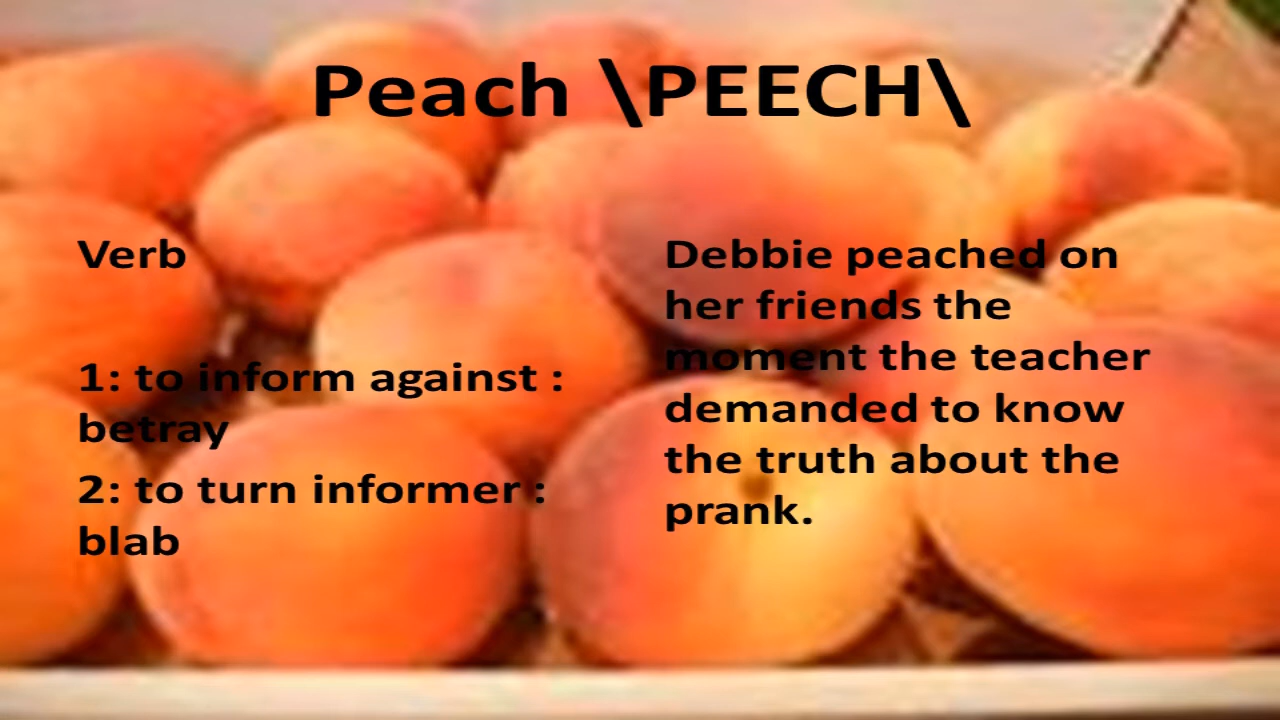 Peach \PEECH\
Verb
1: to inform against :
betray
2: to turn informer :
blab
Debbie peached on
her friends the
moment the teacher
demanded to know
the truth about the
prank.